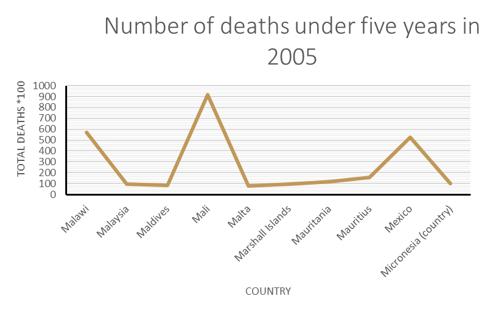 Number of deaths under five years in
2005
TOTAL DEATHS *100
1000
900
800
700
600
500
400
300
200
100
0
Malawi
Malaysia
Maldives
Mali
Malta
Marshall Islands
Mauritania
Mauritius
Mexico
Micronesia (country)
COUNTRY